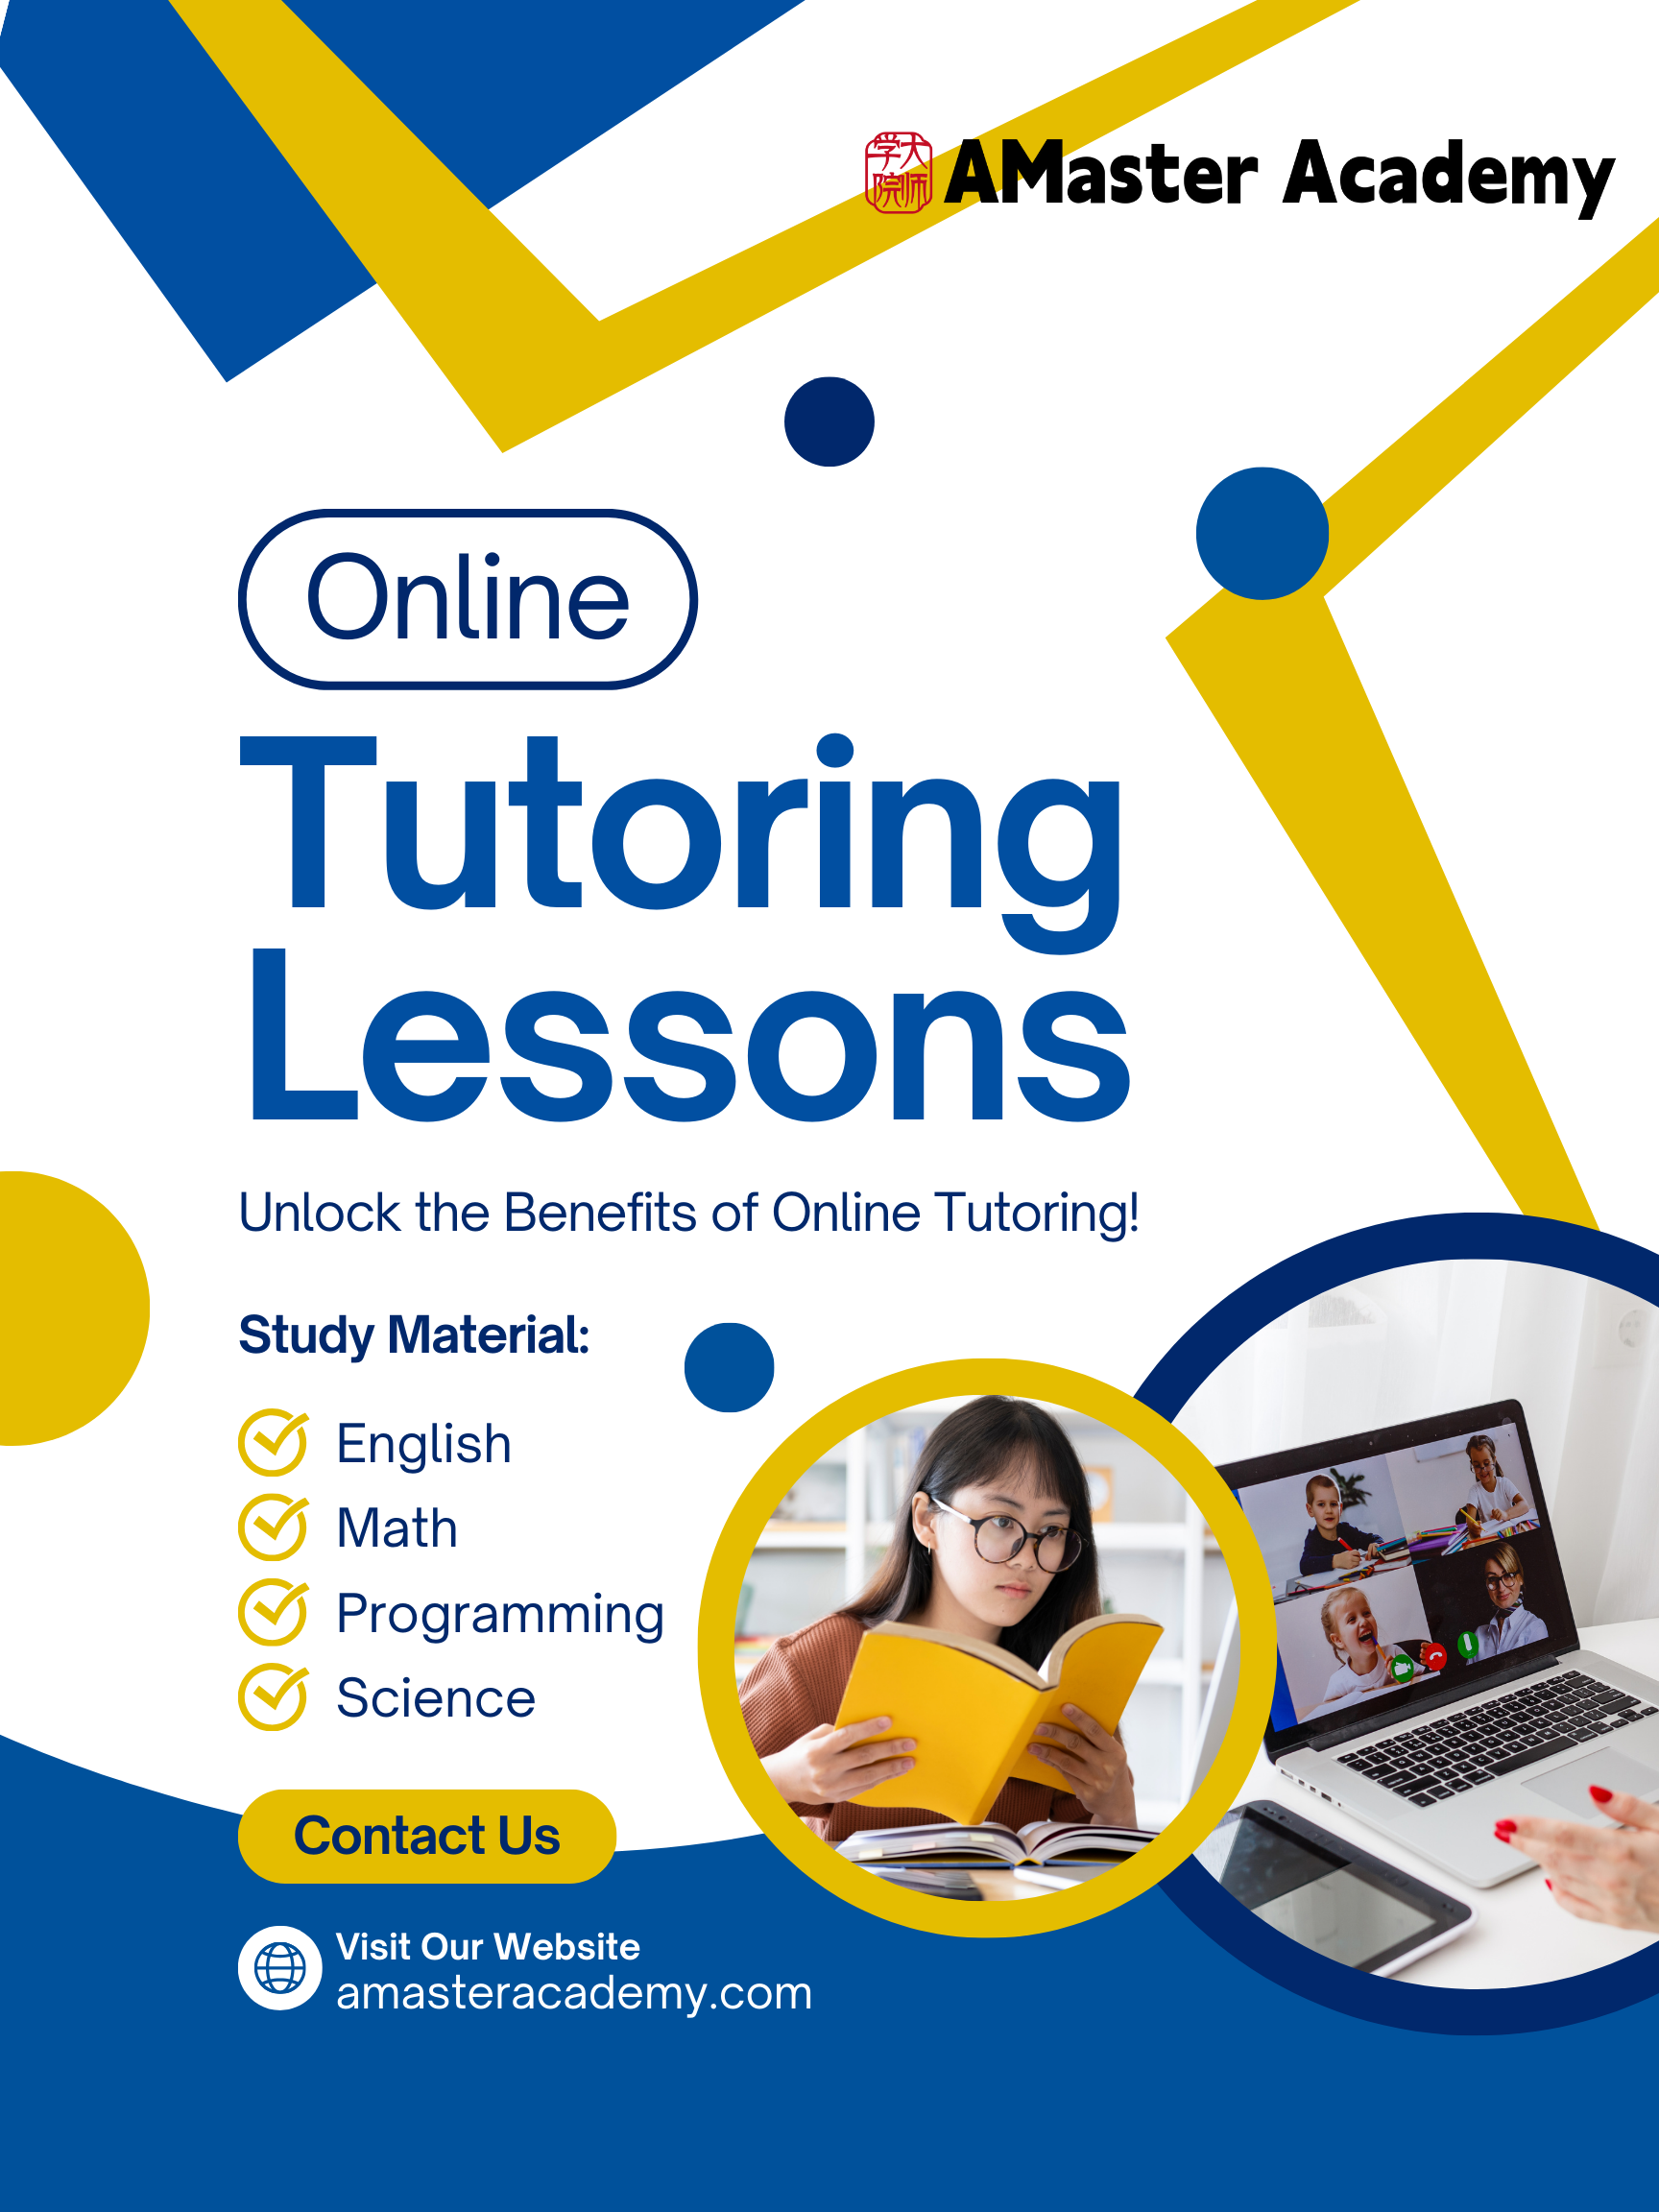 大师
学院
AMaster Academy
Online
Tutoring
Lessons
Unlock the Benefits of Online Tutoring!
Study Material:
English
Math
Programming
Science
Contact Us
Visit Our Website
amasteracademy.com